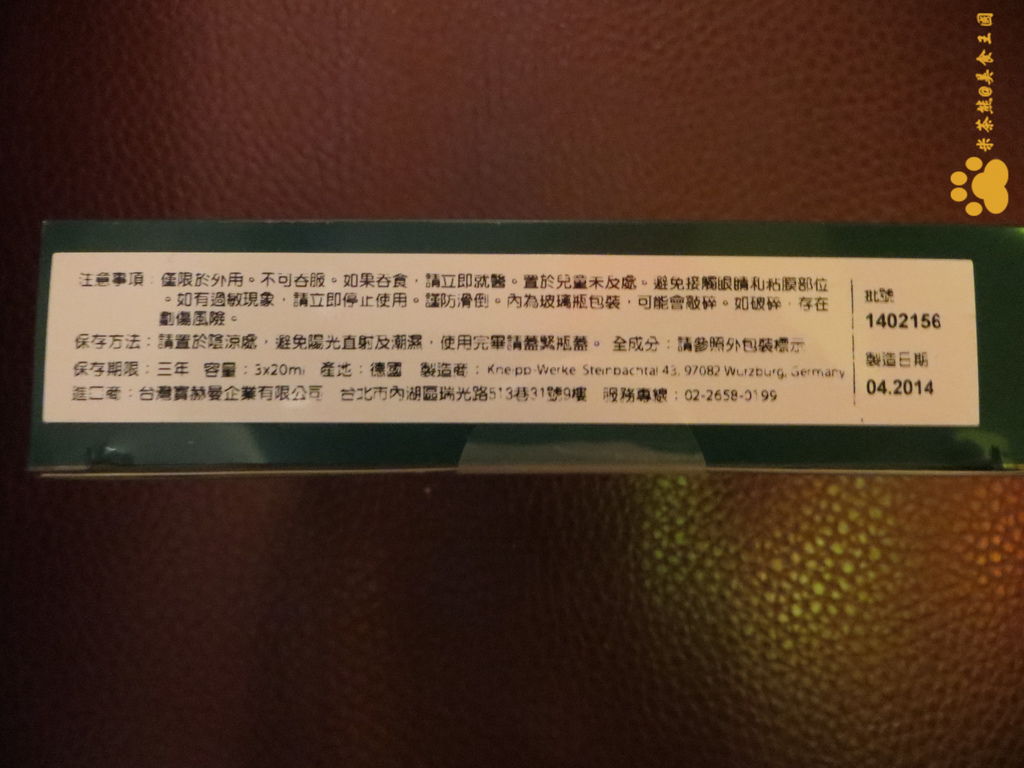 注意事項：僅限於外用。不可吞服。如果吞食，請立即就醫。置於兒童未及處。避免接觸眼睛和粘膜部位
。如有過敏現象，請立即停止使用。謹防滑倒。內為玻璃瓶包裝，可能會敲碎。如破碎，存在
劃傷風險。
保存方法：請置於陰涼處，避免陽光直射及潮濕，使用完畢請蓋緊瓶蓋。 全成分：請參照外包裝標示
保存期限：三年 容量：3x20ml 產地：德國 製造商：Kneipp-Werke Steinbachtal 43, 97082 Wurzburg, Germany
進口商：台灣寶赫曼企業有限公司 台北市內湖區瑞光路513巷31號9樓 服務專線：02-2658-0199
批號
1402156
製造日期
04.2014
米茶熊@美食王國